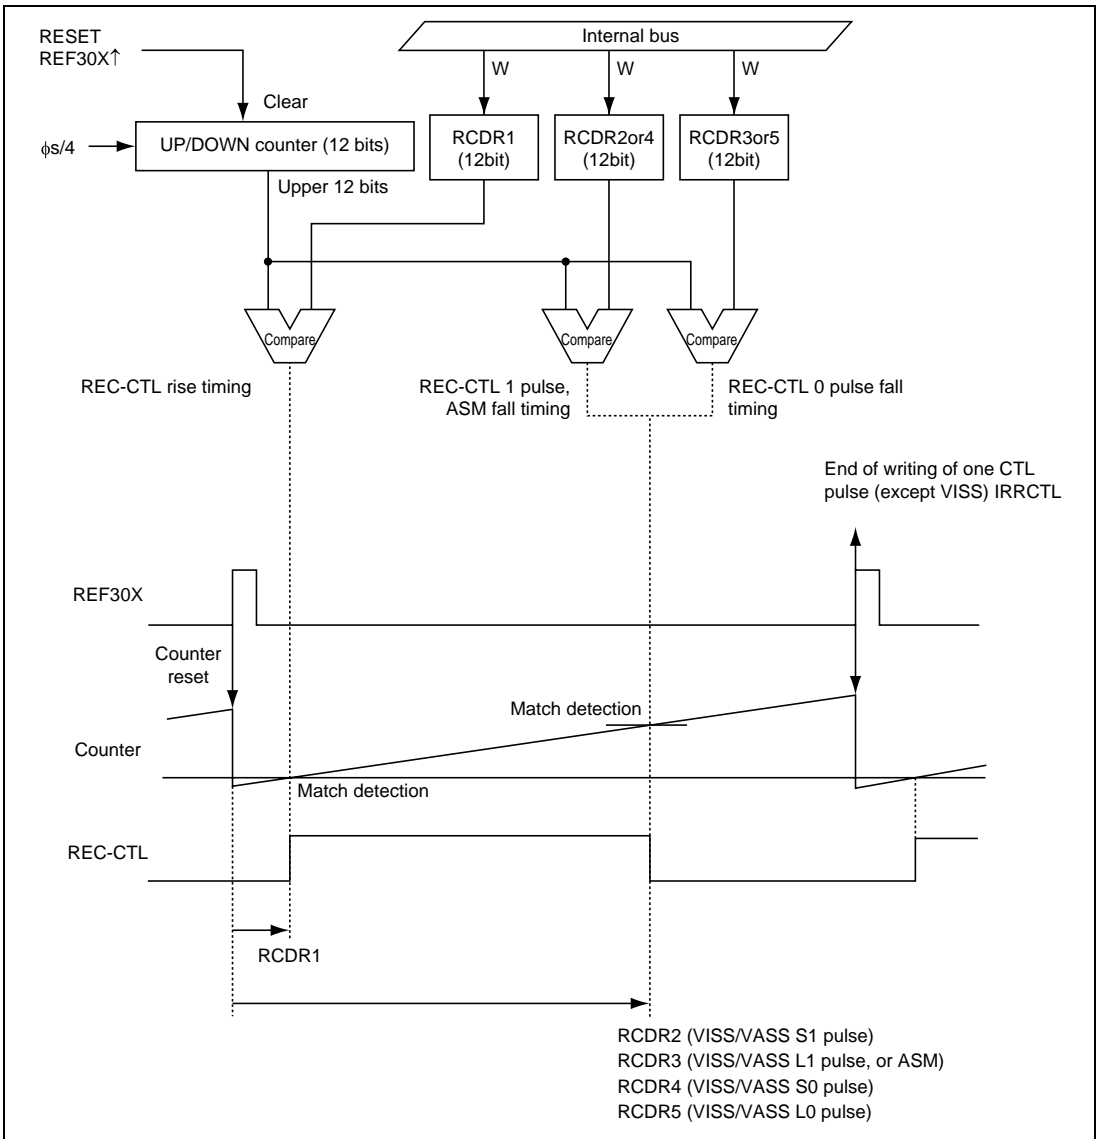 RESET
REF30X↑
Internal bus
W
W
W
Clear
ϕs/4
UP/DOWN counter (12 bits)
RCDR1
(12bit)
RCDR2or4
(12bit)
RCDR3or5
(12bit)
Upper 12 bits
Compare
Compare
Compare
REC-CTL rise timing
REC-CTL 1 pulse,
ASM fall timing
REC-CTL 0 pulse fall
timing
End of writing of one CTL
pulse (except VISS) IRRCTL
REF30X
Counter
reset
Match detection
Counter
Match detection
REC-CTL
RCDR1
RCDR2 (VISS/VASS S1 pulse)
RCDR3 (VISS/VASS L1 pulse, or ASM)
RCDR4 (VISS/VASS S0 pulse)
RCDR5 (VISS/VASS L0 pulse)